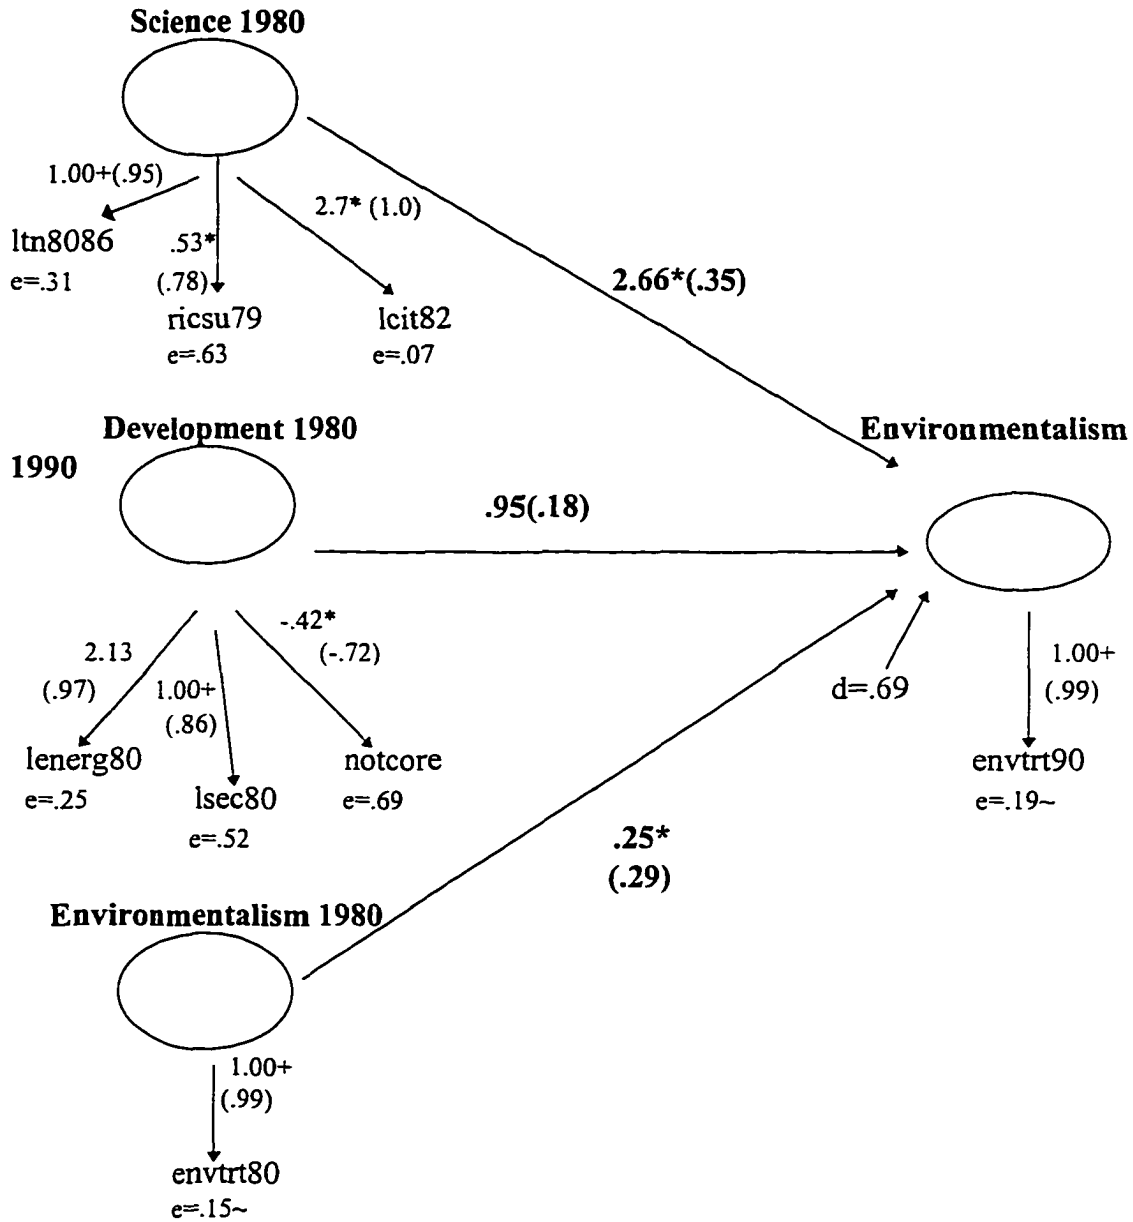 Science 1980
1.00+(.95)
2.7* (1.0)
ltn8086
e=.31
.53*
(.78)
ricsu79
e=.63
lcit82
e=.07
2.66*(.35)
Development 1980
Environmentalism
1990
.95(.18)
-.42*
(-.72)
2.13
(.97)
1.00+
(.86)
lenerg80
e=.25
lsec80
e=.52
notcore
e=.69
d=.69
1.00+
(.99)
envtrt90
e=.19~
.25*
(.29)
Environmentalism 1980
1.00+
(.99)
envtrt80
e=.15~